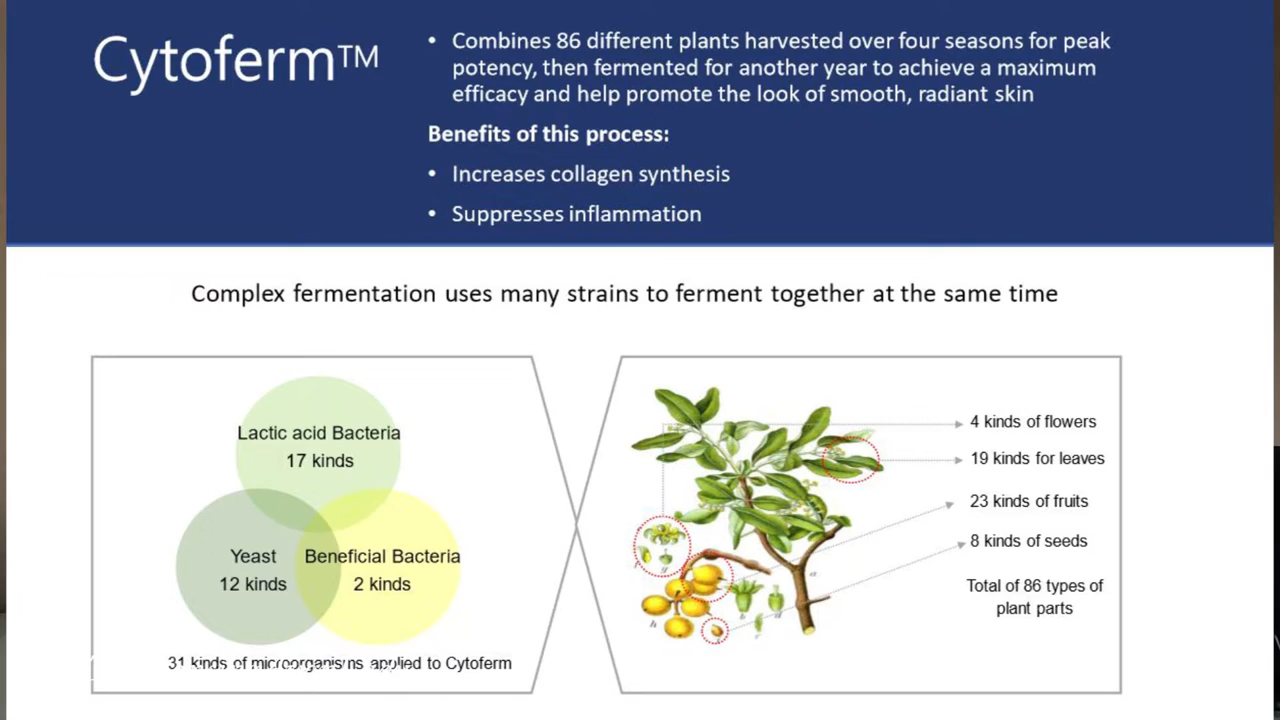 Cytoferm™
• Combines 86 different plants harvested over four seasons for peak
potency, then fermented for another year to achieve a maximum
efficacy and help promote the look of smooth, radiant skin
Benefits of this process:
• Increases collagen synthesis
• Suppresses inflammation
Complex fermentation uses many strains to ferment together at the same time
Lactic acid Bacteria
17 kinds
Yeast
12 kinds
Beneficial Bacteria
2 kinds
31 kinds of microorganisms applied to Cytoferm
4 kinds of flowers
19 kinds for leaves
23 kinds of fruits
8 kinds of seeds
Total of 86 types of
plant parts